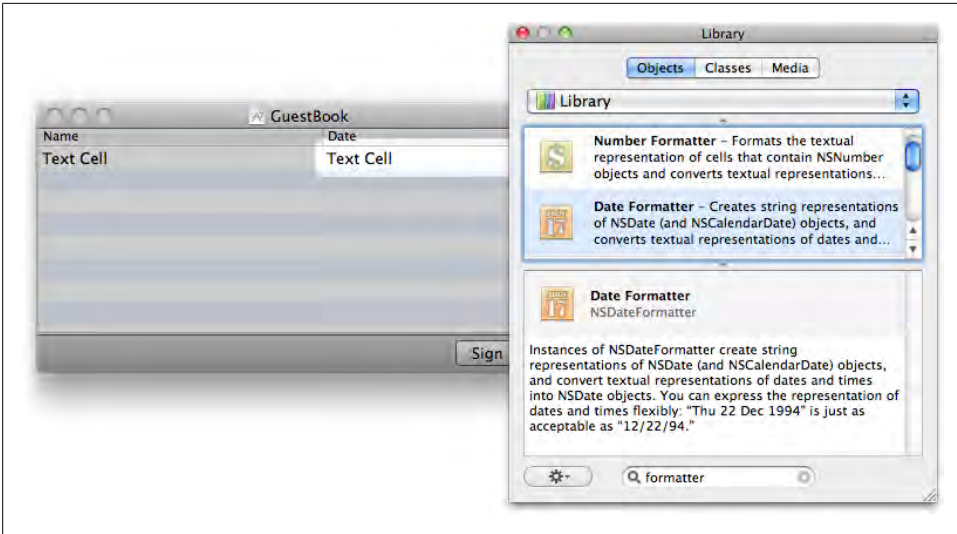 GuestBook
Name Date
Text Cell Text Cell
Sign
Library
Objects Classes Media
Library
Number Formatter – Formats the textual
representation of cells that contain NSNumber
objects and converts textual representations...
Date Formatter – Creates string representations
of NSDate (and NSCalendarDate) objects, and
converts textual representations of dates and...
Date Formatter
NSDateFormatter
Instances of NSDateFormatter create string
representations of NSDate (and NSCalendarDate) objects,
and convert textual representations of dates and times
into NSDate objects. You can express the representation of
dates and times flexibly: “Thu 22 Dec 1994” is just as
acceptable as “12/22/94.”
formatter